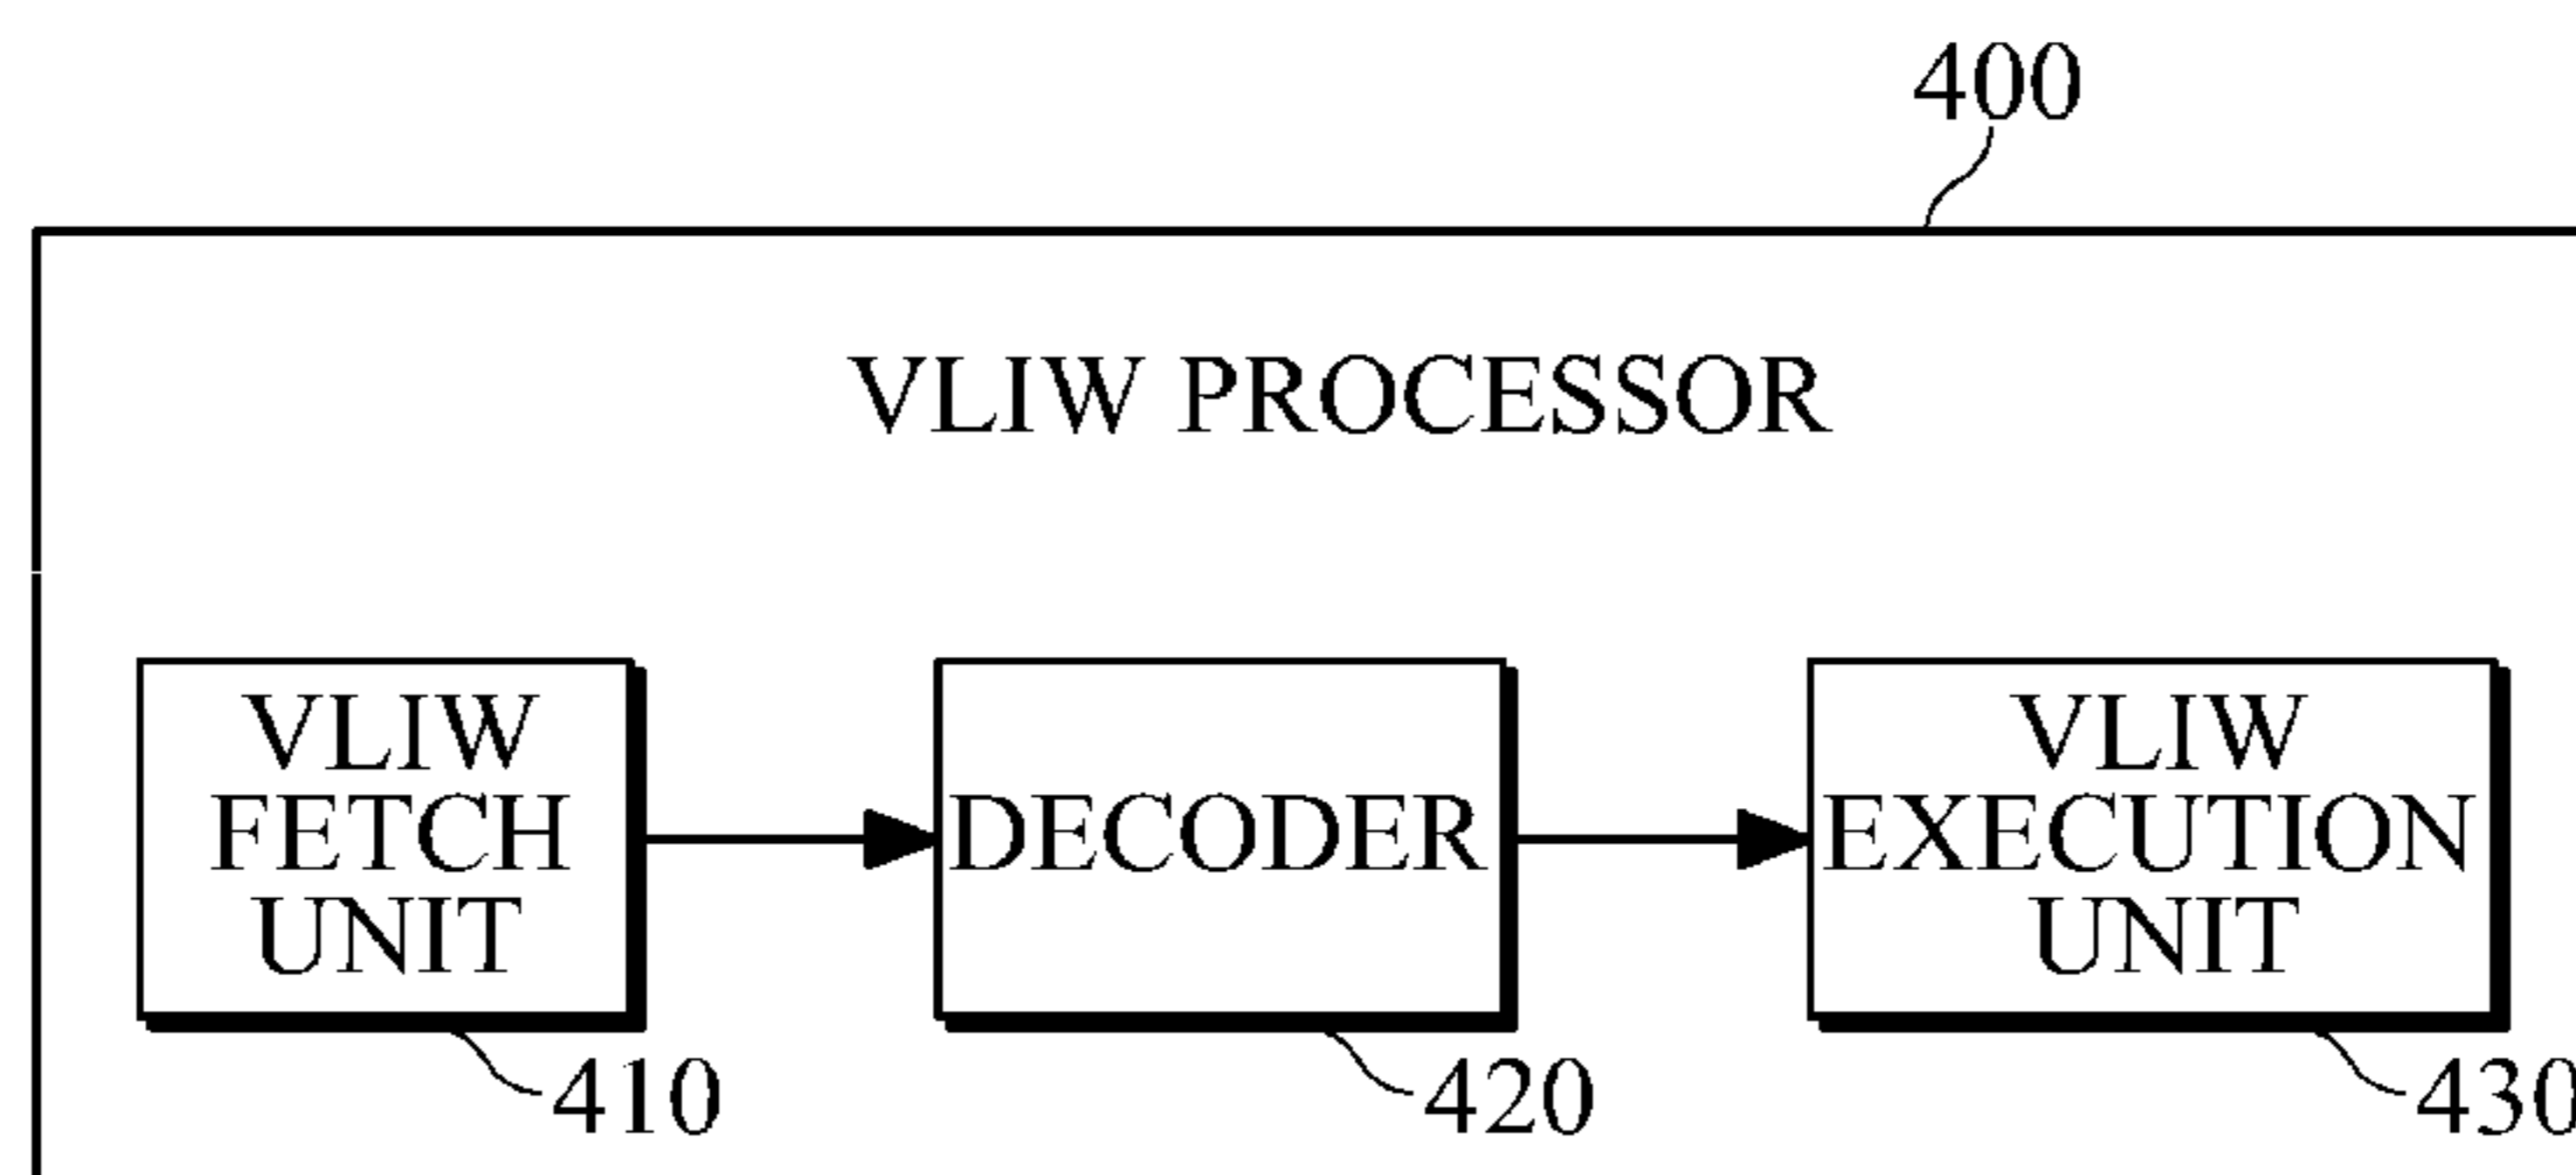 400
VLIW PROCESSOR
VLIW
FETCH
UNIT
DECODER
VLIW
EXECUTION
UNIT
410
420
430